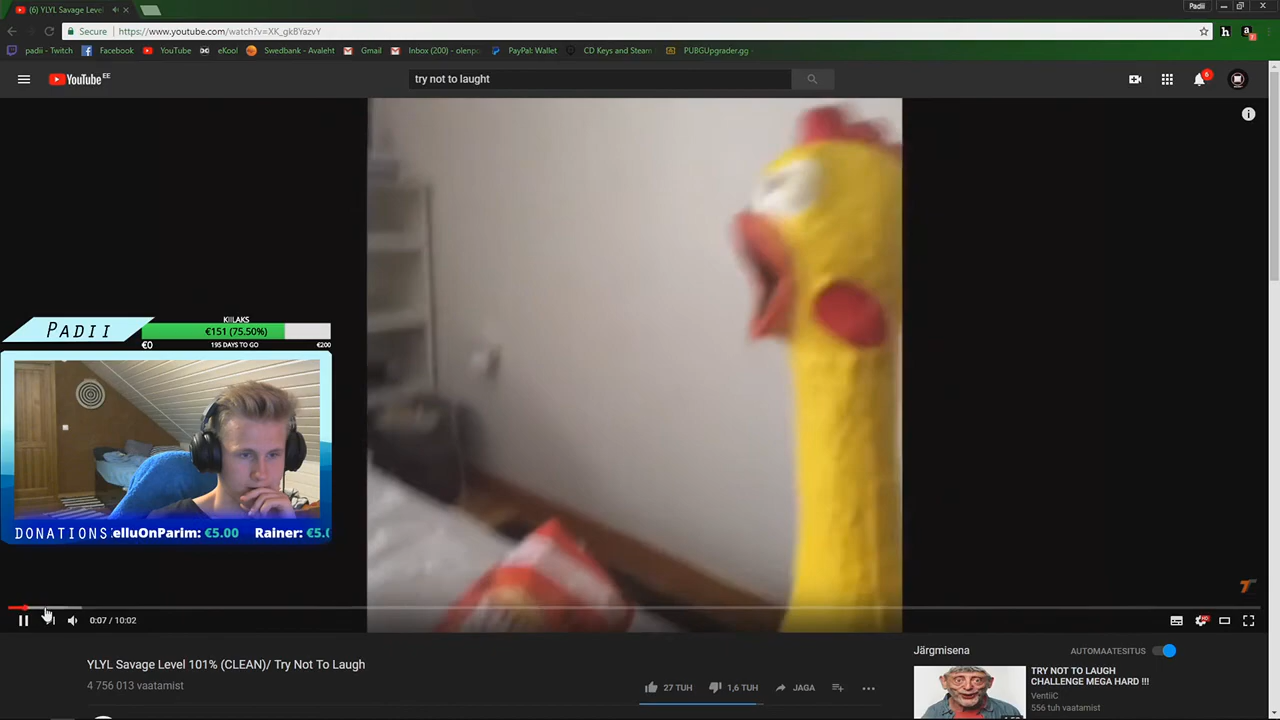 (6) YLYL Savage Level
Padii
Secure
https://www.youtube.com/watch?v=XK_gkBYazvY
padii - Twitch
Facebook
YouTube
eKool
Swedbank - Avaleht
Gmail
Inbox (200) - olenpo
PayPal: Wallet
CD Keys and Steam
PUBGUpgrader.gg
YouTube EE
try not to laught
6
PADII
KIILAKS
€151 (75.50%)
€0
195 DAYS TO GO
€200
DONATIONS:
elluOnParim: €5.00 Rainer: €5.0
0:07 / 10:02
YLYL Savage Level 101% (CLEAN)/ Try Not To Laugh
4 756 013 vaatamist
27 TUH
1,6 TUH
JAGA
Järgmisena
AUTOMAATESITUS
TRY NOT TO LAUGH
CHALLENGE MEGA HARD !!!
VentiiC
556 tuh vaatamist